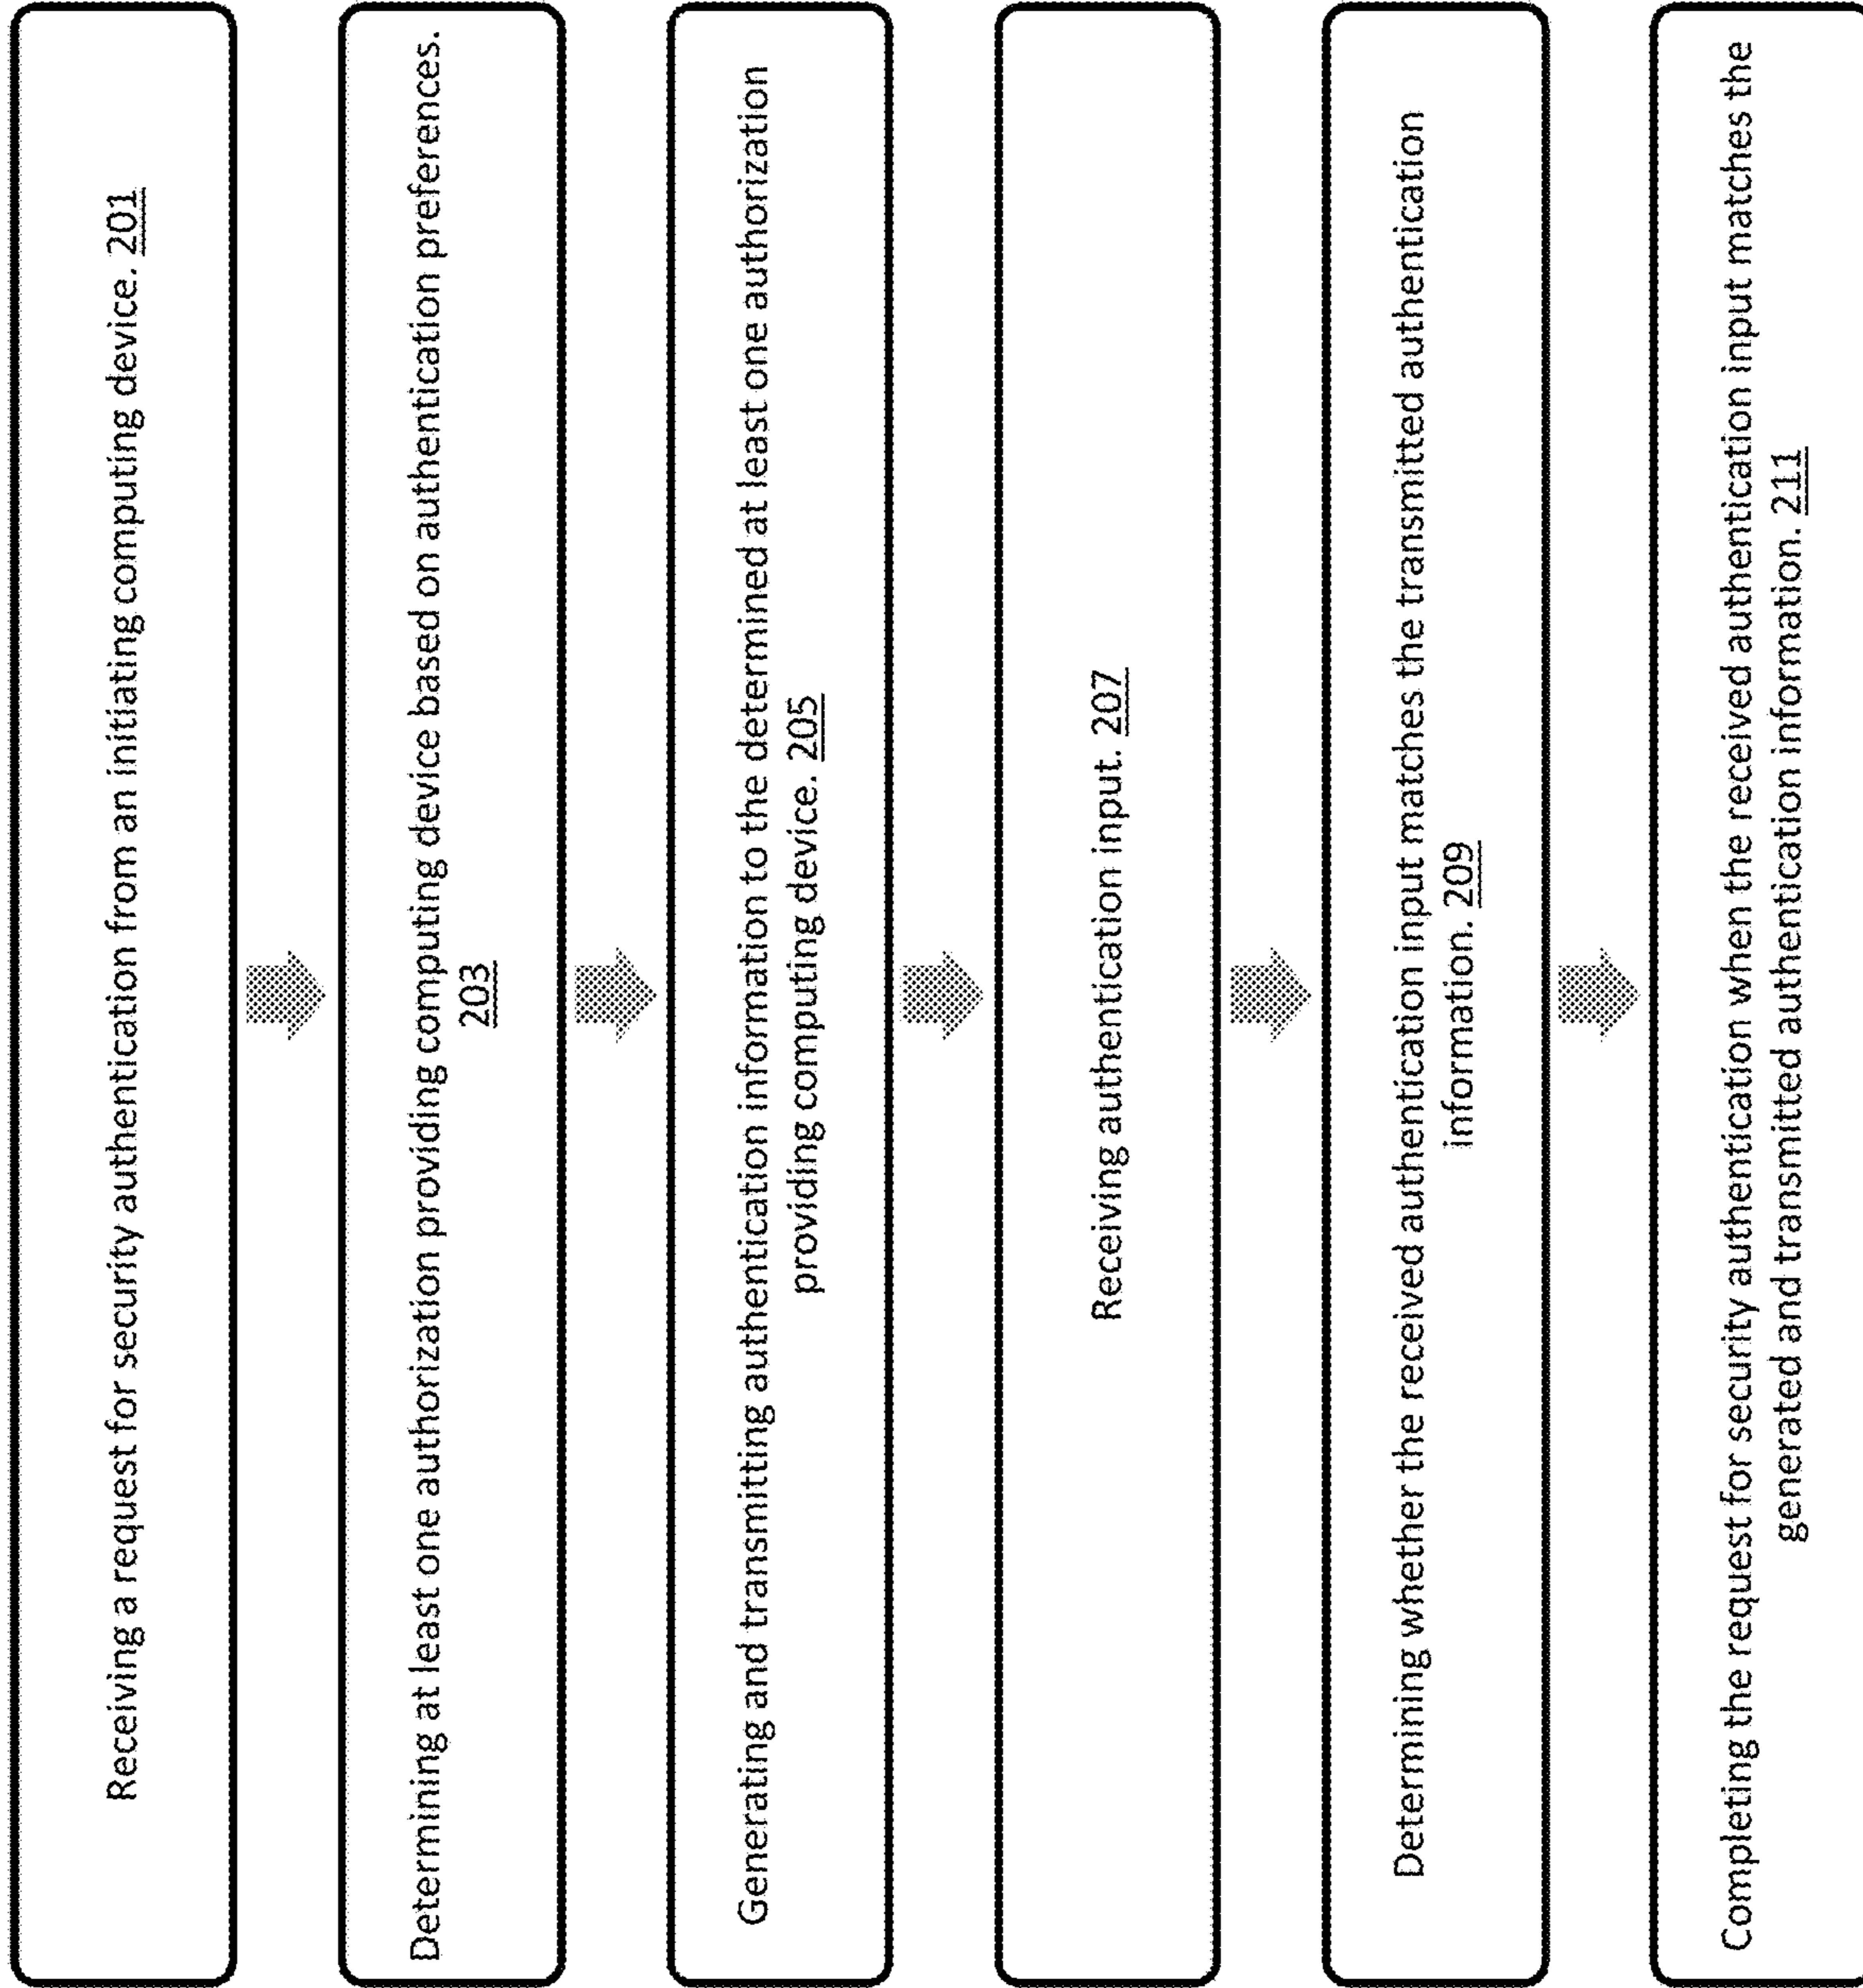 Receiving a request for security authentication from an initiating computing device. 201
Determining at least one authorization providing computing device based on authentication preferences.
203
Generating and transmitting authentication information to the determined at least one authorization
providing computing device. 205
Receiving authentication input. 207
Determining whether the received authentication input matches the transmitted authentication
information. 209
Completing the request for security authentication when the received authentication input matches the
generated and transmitted authentication information. 211